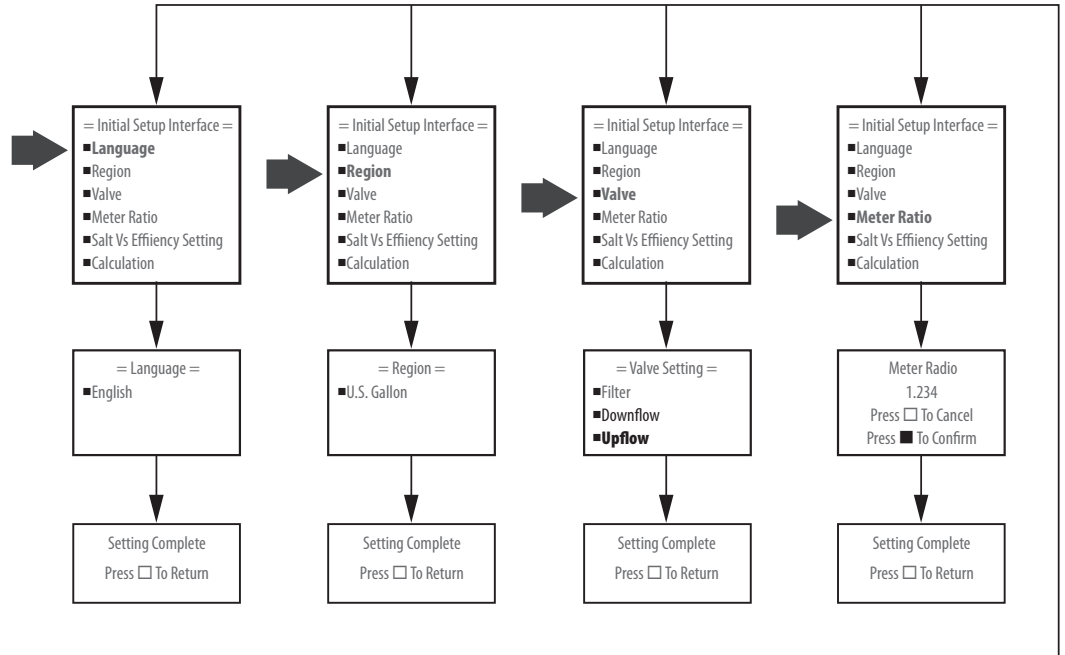 = Initial Setup Interface =
■Language
■Region
■Valve
■Meter Ratio
■Salt Vs Effiiency Setting
■Calculation
= Language =
■English
Setting Complete
Press □ To Return
= Initial Setup Interface =
■Language
■Region
■Valve
■Meter Ratio
■Salt Vs Effiiency Setting
■Calculation
= Region =
■U.S. Gallon
Setting Complete
Press □ To Return
= Initial Setup Interface =
■Language
■Region
■Valve
■Meter Ratio
■Salt Vs Effiiency Setting
■Calculation
= Valve Setting =
■Filter
■Downflow
■Upflow
Setting Complete
Press □ To Return
= Initial Setup Interface =
■Language
■Region
■Valve
■Meter Ratio
■Salt Vs Effiiency Setting
■Calculation
Meter Radio
1.234
Press □ To Cancel
Press ■ To Confirm
Setting Complete
Press □ To Return